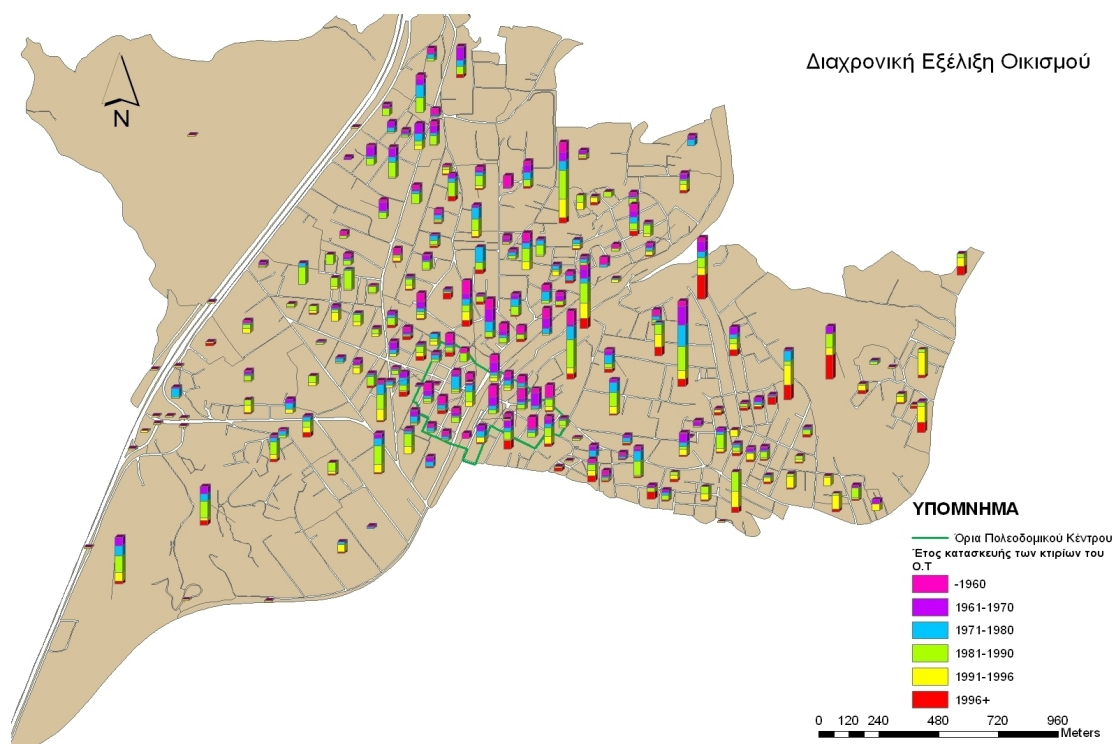 Διαχρονική Εξέλιξη Οικισμού
N
ΥΠΟΜΝΗΜΑ
Όρια Πολεοδομικού Κέντρου
Έτος κατασκευής των κτιρίων του
Ο.Τ
-1960
1961-1970
1971-1980
1981-1990
1991-1996
1996+
0 120 240 480 720 960
Meters